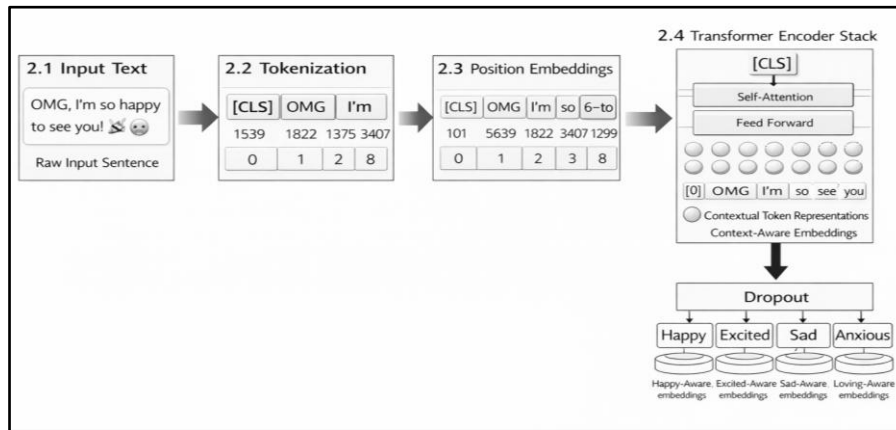 2.1 Input Text
OMG, I'm so happy
to see you! 🎉 😊
Raw Input Sentence
2.2 Tokenization
[CLS] OMG I'm
1539 1822 1375 3407
0 1 2 8
2.3 Position Embeddings
[CLS] OMG I'm so 6-to
101 5639 1822 3407 1299
0 1 2 3 8
2.4 Transformer Encoder Stack
[CLS]
Self-Attention
Feed Forward
[0] OMG I'm so see you
Contextual Token Representations
Context-Aware Embeddings
Dropout
Happy Excited Sad Anxious
Happy-Aware. Excited-Aware Sad-Aware. Loving-Aware
embeddings embeddings embeddings embeddings